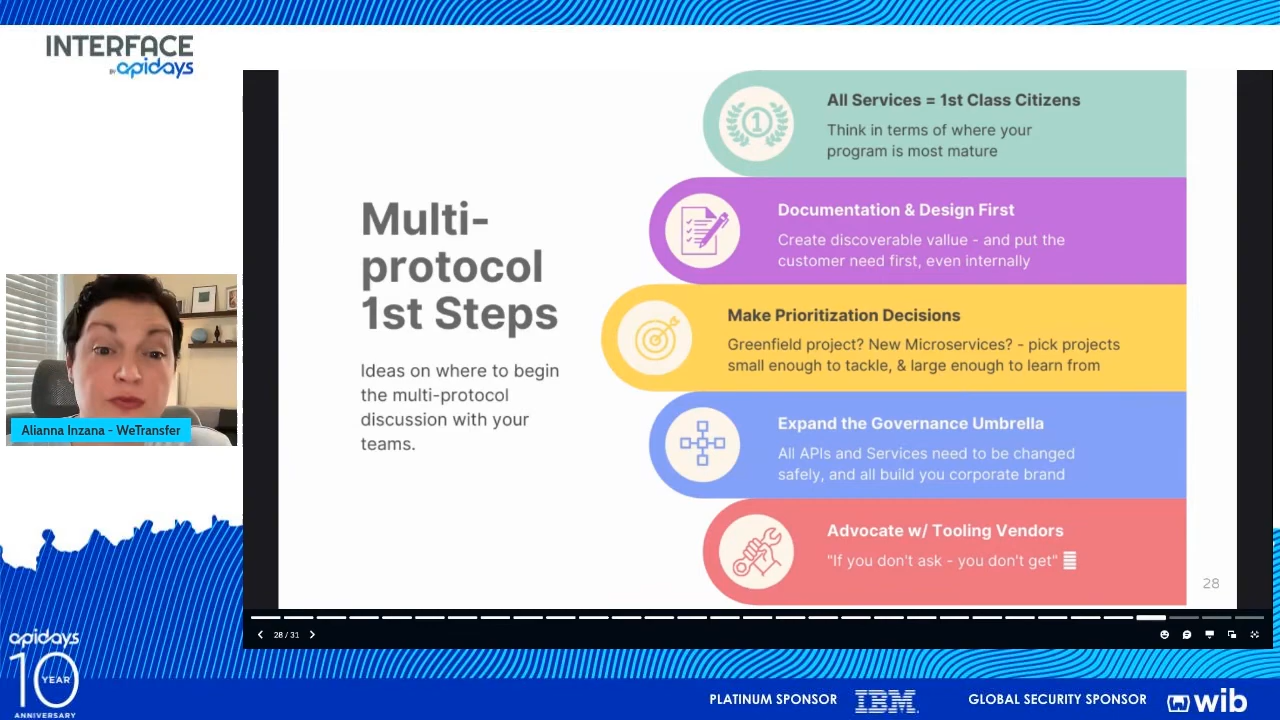 INTERFACE
BY apidays
Multi-
protocol
1st Steps
Ideas on where to begin
the multi-protocol
discussion with your
teams.
1
All Services = 1st Class Citizens
Think in terms of where your
program is most mature
Documentation & Design First
Create discoverable vallue - and put the
customer need first, even internally
Make Prioritization Decisions
Greenfield project? New Microservices? - pick projects
small enough to tackle, & large enough to learn from
Expand the Governance Umbrella
All APIs and Services need to be changed
safely, and all build you corporate brand
Advocate w/ Tooling Vendors
"If you don't ask - you don't get"
28
Alianna Inzana - WeTransfer
28 / 31
apidays
10
YEAR
ANNIVERSARY
PLATINUM SPONSOR
IBM
GLOBAL SECURITY SPONSOR
wib